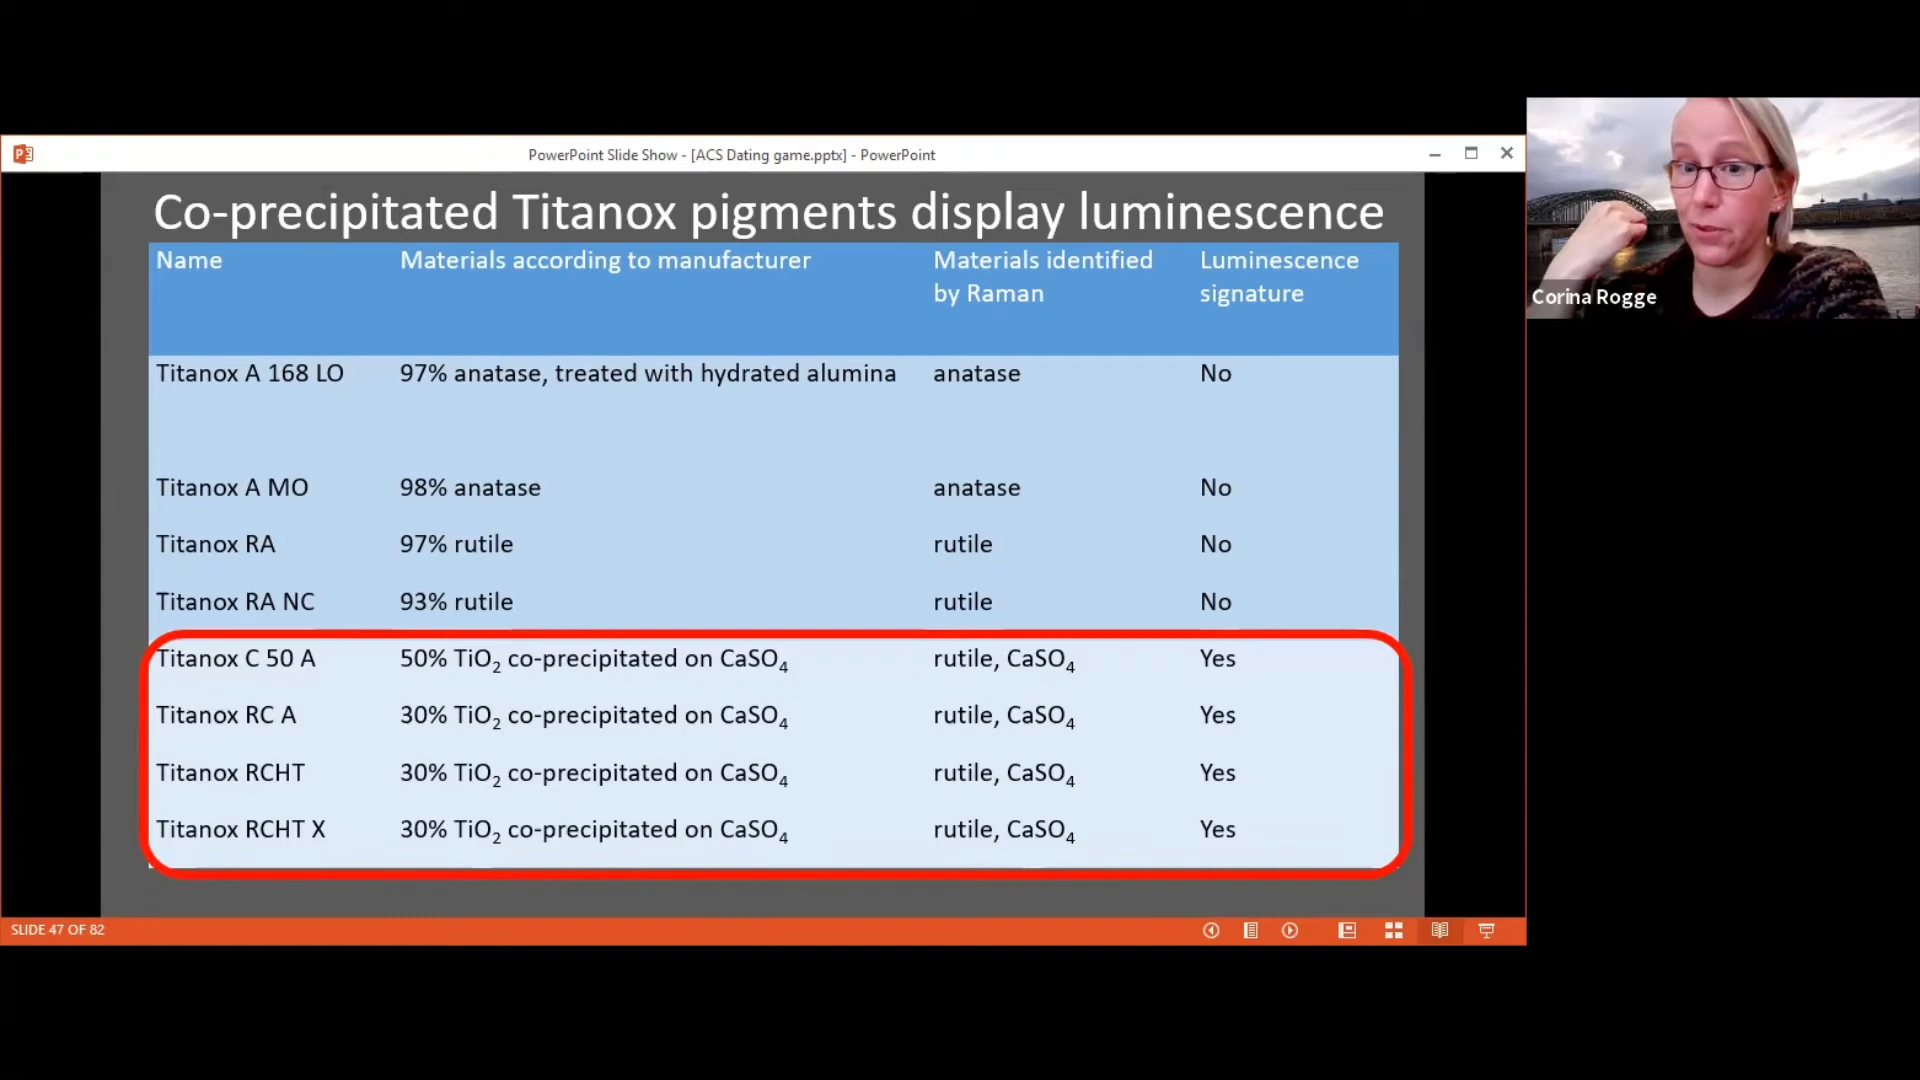 PowerPoint Slide Show - [ACS Dating game.pptx] - PowerPoint
Co-precipitated Titanox pigments display luminescence
Name Materials according to manufacturer Materials identified by Raman Luminescence signature
Titanox A 168 LO 97% anatase, treated with hydrated alumina anatase No
Titanox A MO 98% anatase anatase No
Titanox RA 97% rutile rutile No
Titanox RA NC 93% rutile rutile No
Titanox C 50 A 50% TiO₂ co-precipitated on CaSO₄ rutile, CaSO₄ Yes
Titanox RC A 30% TiO₂ co-precipitated on CaSO₄ rutile, CaSO₄ Yes
Titanox RCHT 30% TiO₂ co-precipitated on CaSO₄ rutile, CaSO₄ Yes
Titanox RCHT X 30% TiO₂ co-precipitated on CaSO₄ rutile, CaSO₄ Yes
SLIDE 47 OF 82
Corina Rogge